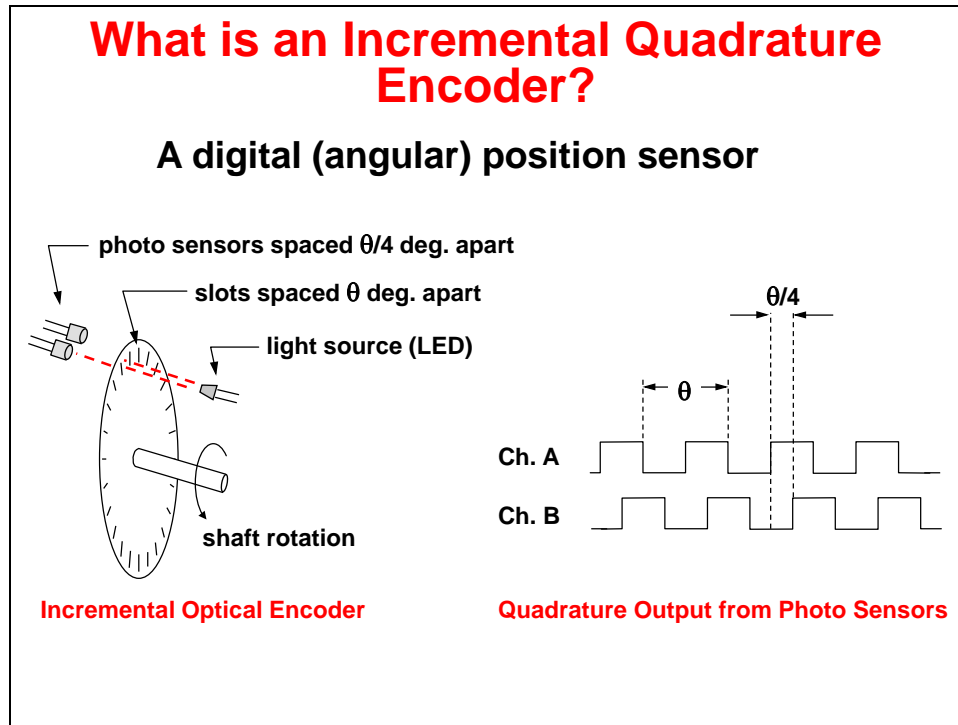 What is an Incremental Quadrature
Encoder?
A digital (angular) position sensor
photo sensors spaced θ/4 deg. apart
slots spaced θ deg. apart
light source (LED)
shaft rotation
Incremental Optical Encoder
θ/4
θ
Ch. A
Ch. B
Quadrature Output from Photo Sensors